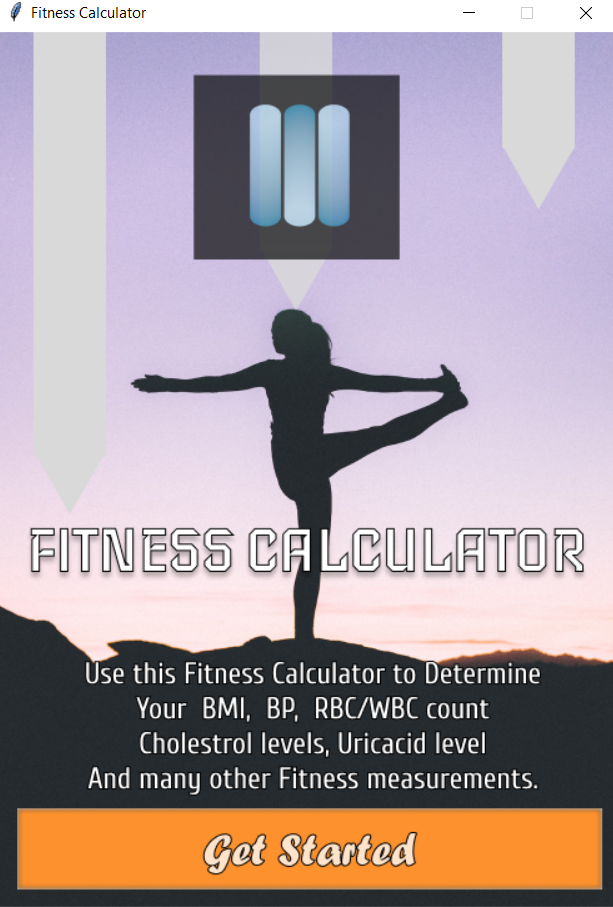 Fitness Calculator
FITNESS CALCULATOR
Use this Fitness Calculator to Determine
Your BMI, BP, RBC/WBC count
Cholestrol levels, Uricacid level
And many other Fitness measurements.
Get Started